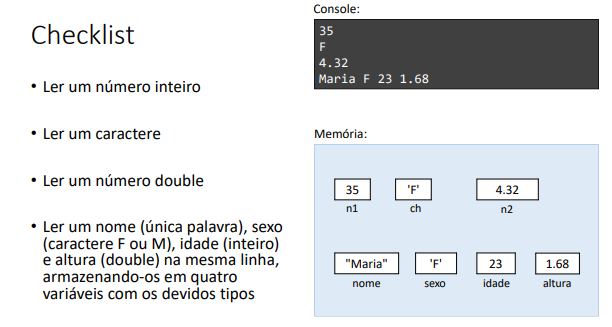 Checklist
• Ler um número inteiro
• Ler um caractere
• Ler um número double
• Ler um nome (única palavra), sexo
(caractere F ou M), idade (inteiro)
e altura (double) na mesma linha,
armazenando-os em quatro
variáveis com os devidos tipos
Console:
35
F
4.32
Maria F 23 1.68
Memória:
35 'F' 4.32
n1 ch n2
"Maria" 'F' 23 1.68
nome sexo idade altura